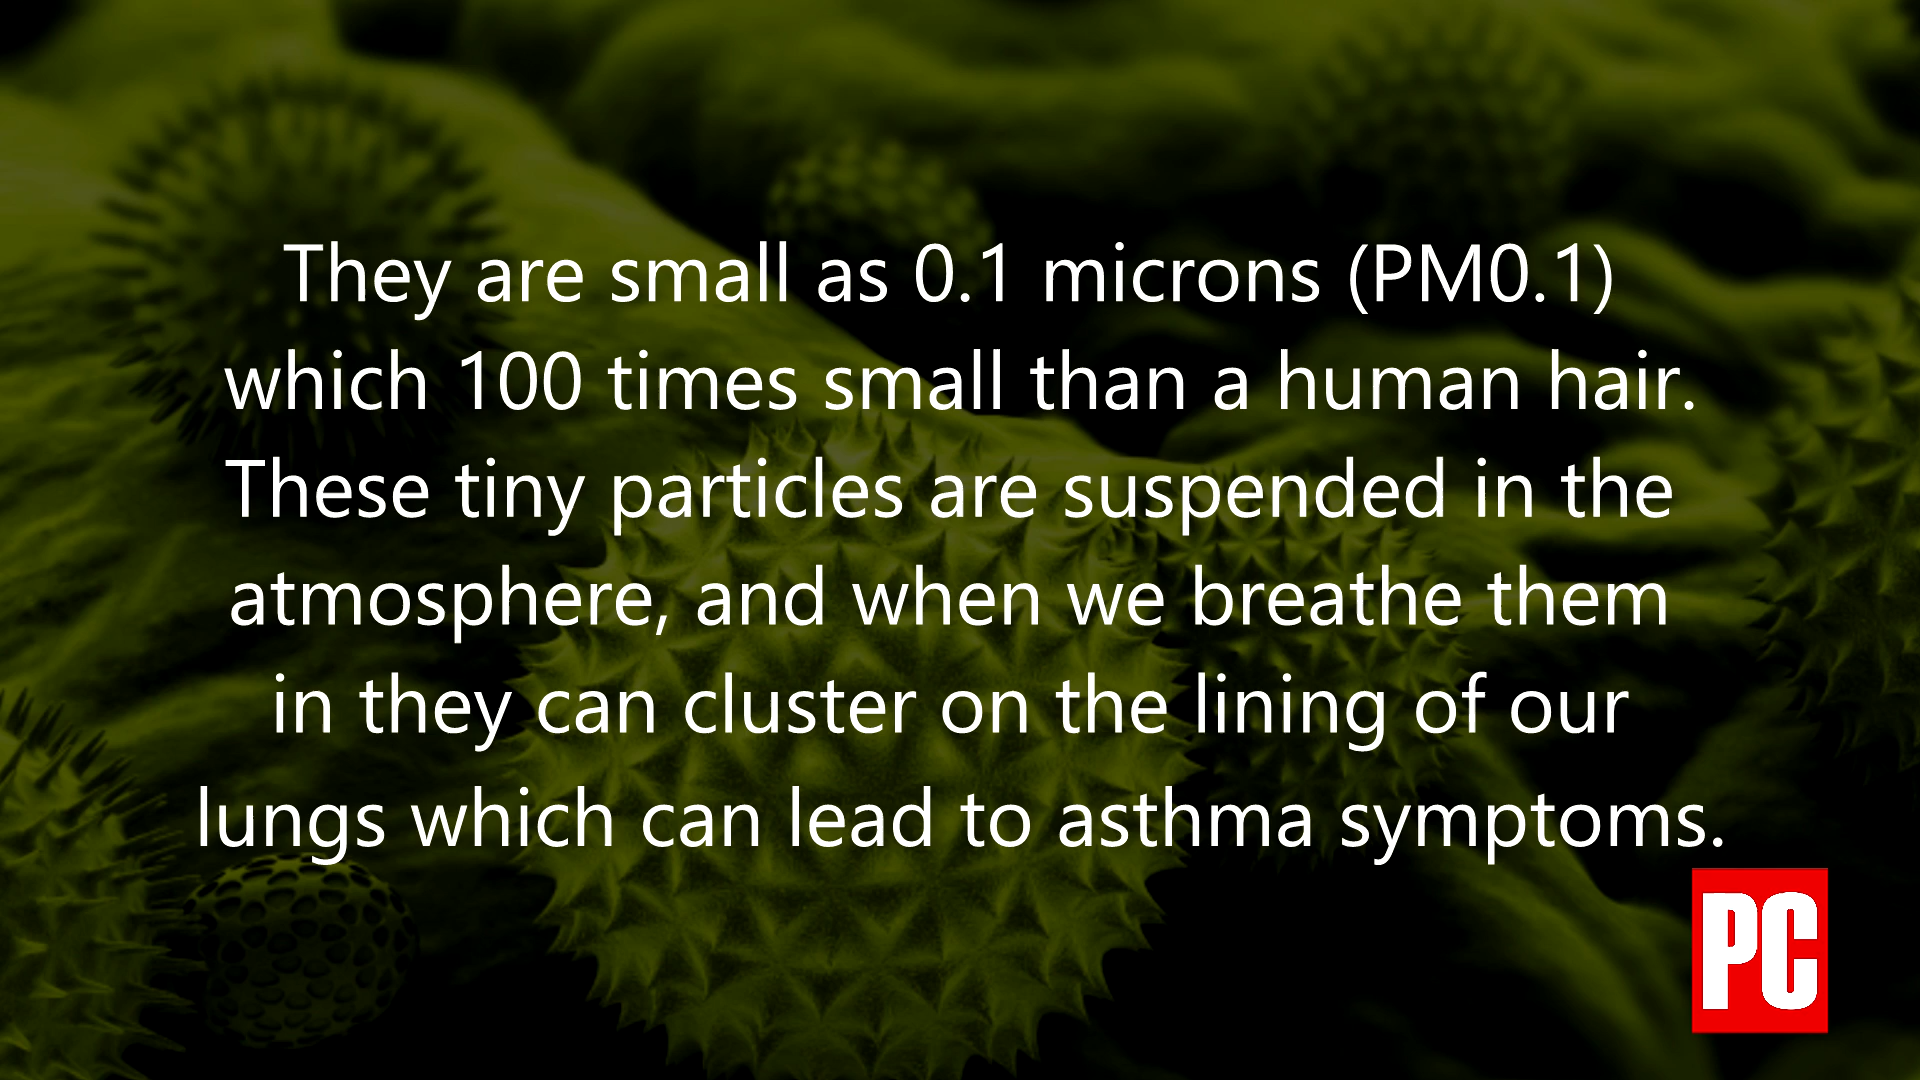 They are small as 0.1 microns (PM0.1)
which 100 times small than a human hair.
These tiny particles are suspended in the
atmosphere, and when we breathe them
in they can cluster on the lining of our
lungs which can lead to asthma symptoms.
PC